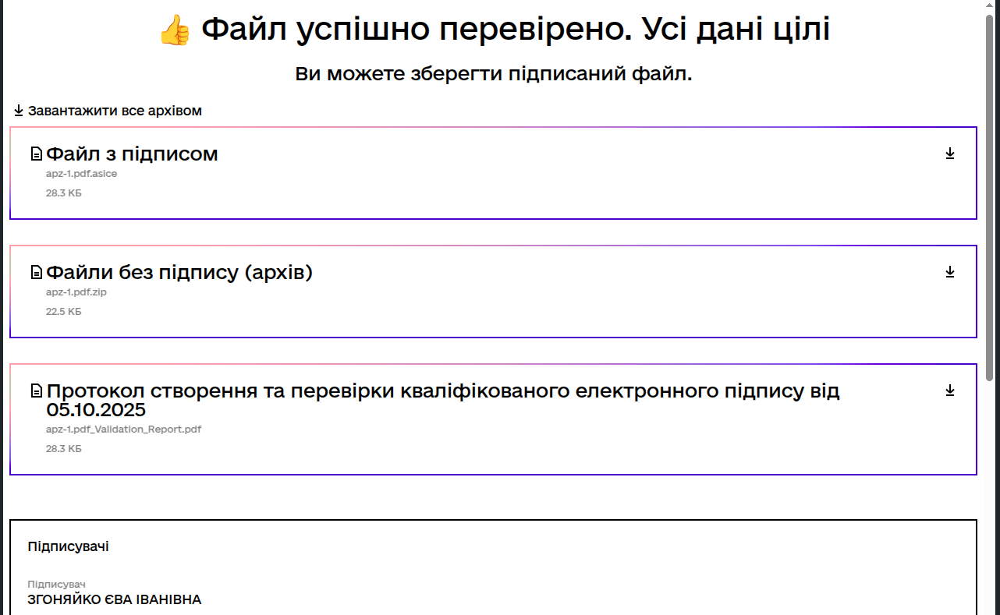 👍 Файл успішно перевірено. Усі дані цілі
Ви можете зберегти підписаний файл.
Завантажити все архівом
Файл з підписом
apz-1.pdf.asice
28.3 КБ
Файли без підпису (архів)
apz-1.pdf.zip
22.5 КБ
Протокол створення та перевірки кваліфікованого електронного підпису від
05.10.2025
apz-1.pdf_Validation_Report.pdf
28.3 КБ
Підписувачі
Підписувач
ЗГОНЯЙКО ЄВА ІВАНІВНА